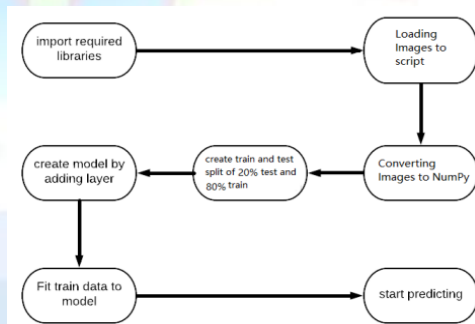 import required
libraries
Loading
Images to
script
Converting
Images to NumPy
create train and test
split of 20% test and
80% train
create model by
adding layer
Fit train data to
model
start predicting